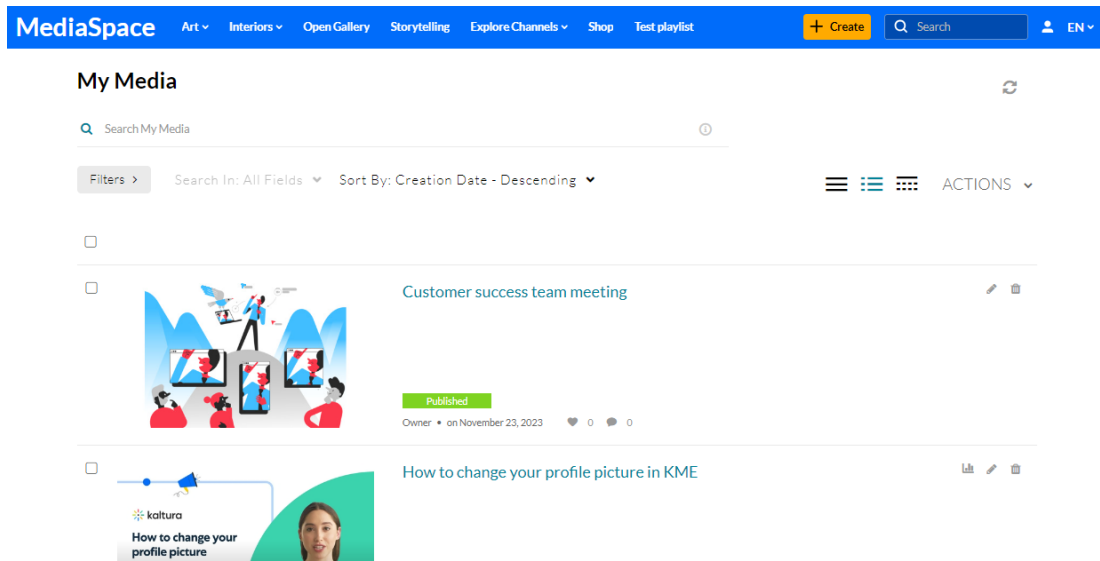 MediaSpace Art Interiors Open Gallery Storytelling Explore Channels Shop Test playlist + Create Search EN
My Media
Search My Media
Filters > Search In: All Fields Sort By: Creation Date - Descending ACTIONS
Customer success team meeting
Published
Owner • on November 23, 2023 0 0
How to change your profile picture in KME
kaltura
How to change your
profile picture